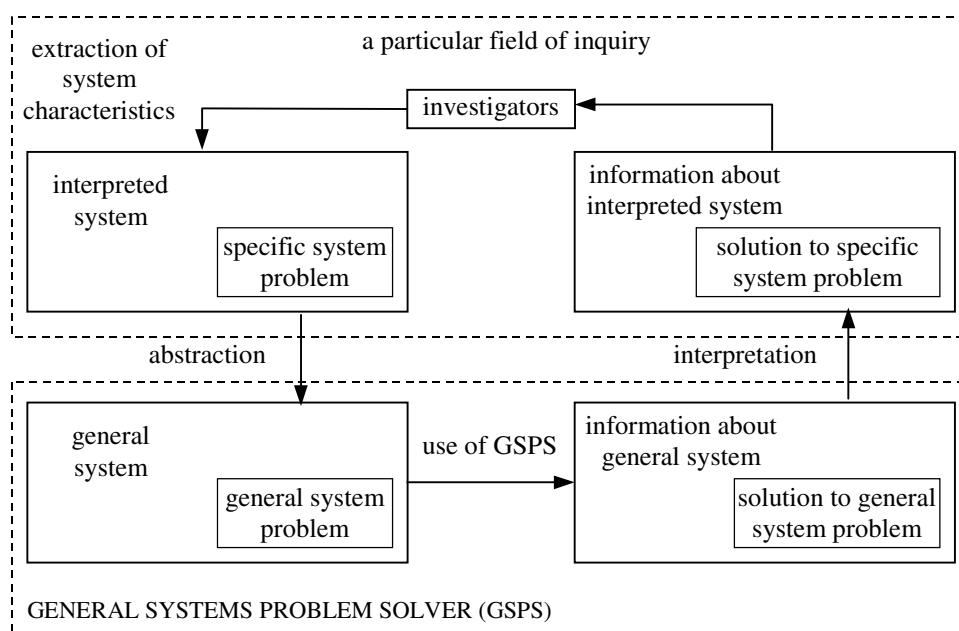 a particular field of inquiry
extraction of
system
characteristics
investigators
interpreted
system
specific system
problem
information about
interpreted system
solution to specific
system problem
abstraction
interpretation
general
system
general system
problem
use of GSPS
information about
general system
solution to general
system problem
GENERAL SYSTEMS PROBLEM SOLVER (GSPS)